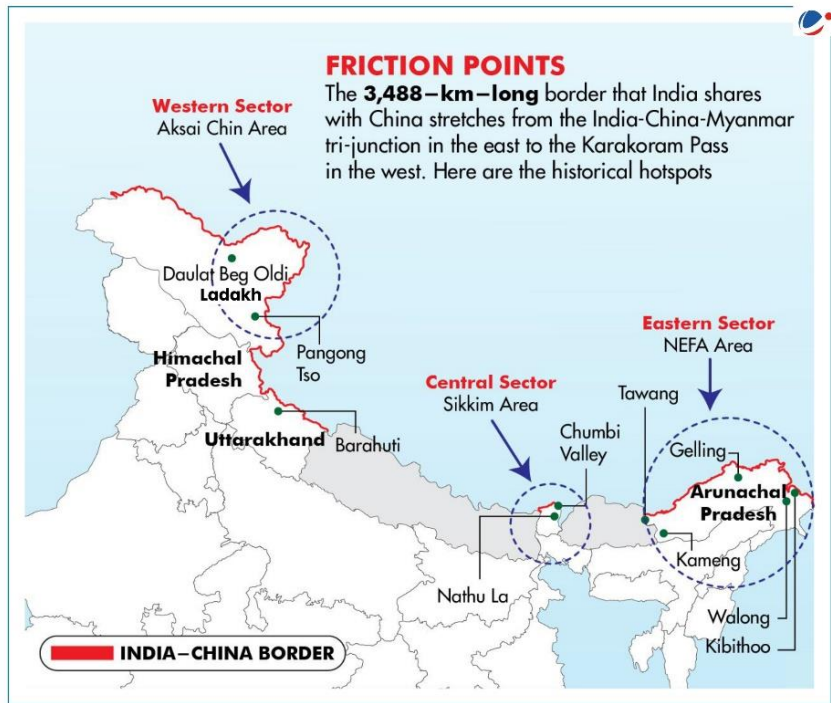 FRICTION POINTS
The 3,488–km–long border that India shares
with China stretches from the India-China-Myanmar
tri-junction in the east to the Karakoram Pass
in the west. Here are the historical hotspots
Western Sector
Aksai Chin Area
Daulat Beg Oldi
Ladakh
Pangong
Tso
Himachal
Pradesh
Uttarakhand
Barahuti
Central Sector
Sikkim Area
Chumbi
Valley
Nathu La
Eastern Sector
NEFA Area
Tawang
Gelling
Arunachal
Pradesh
Kameng
Walong
Kibithoo
INDIA–CHINA BORDER